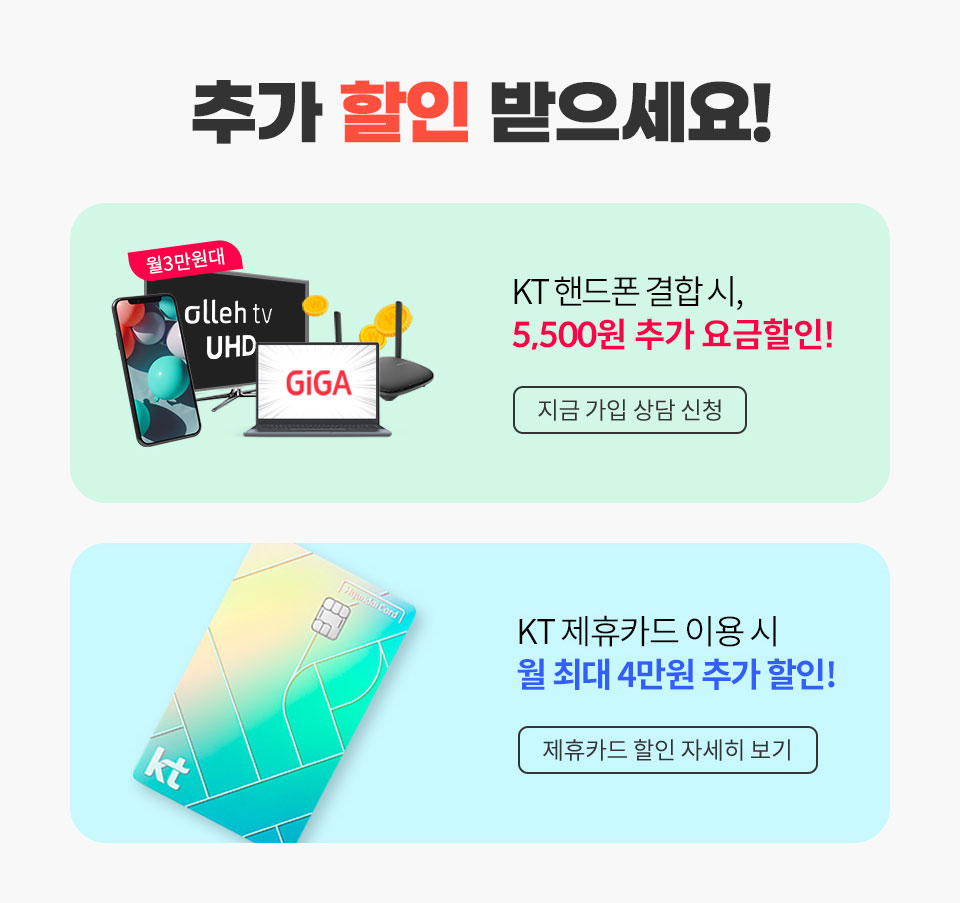 추가 할인 받으세요!
월3만원대
olleh tv
UHD
GiGA
KT 핸드폰 결합 시,
5,500원 추가 요금할인!
지금 가입 상담 신청
HyundaiCard
kt
KT 제휴카드 이용 시
월 최대 4만원 추가 할인!
제휴카드 할인 자세히 보기